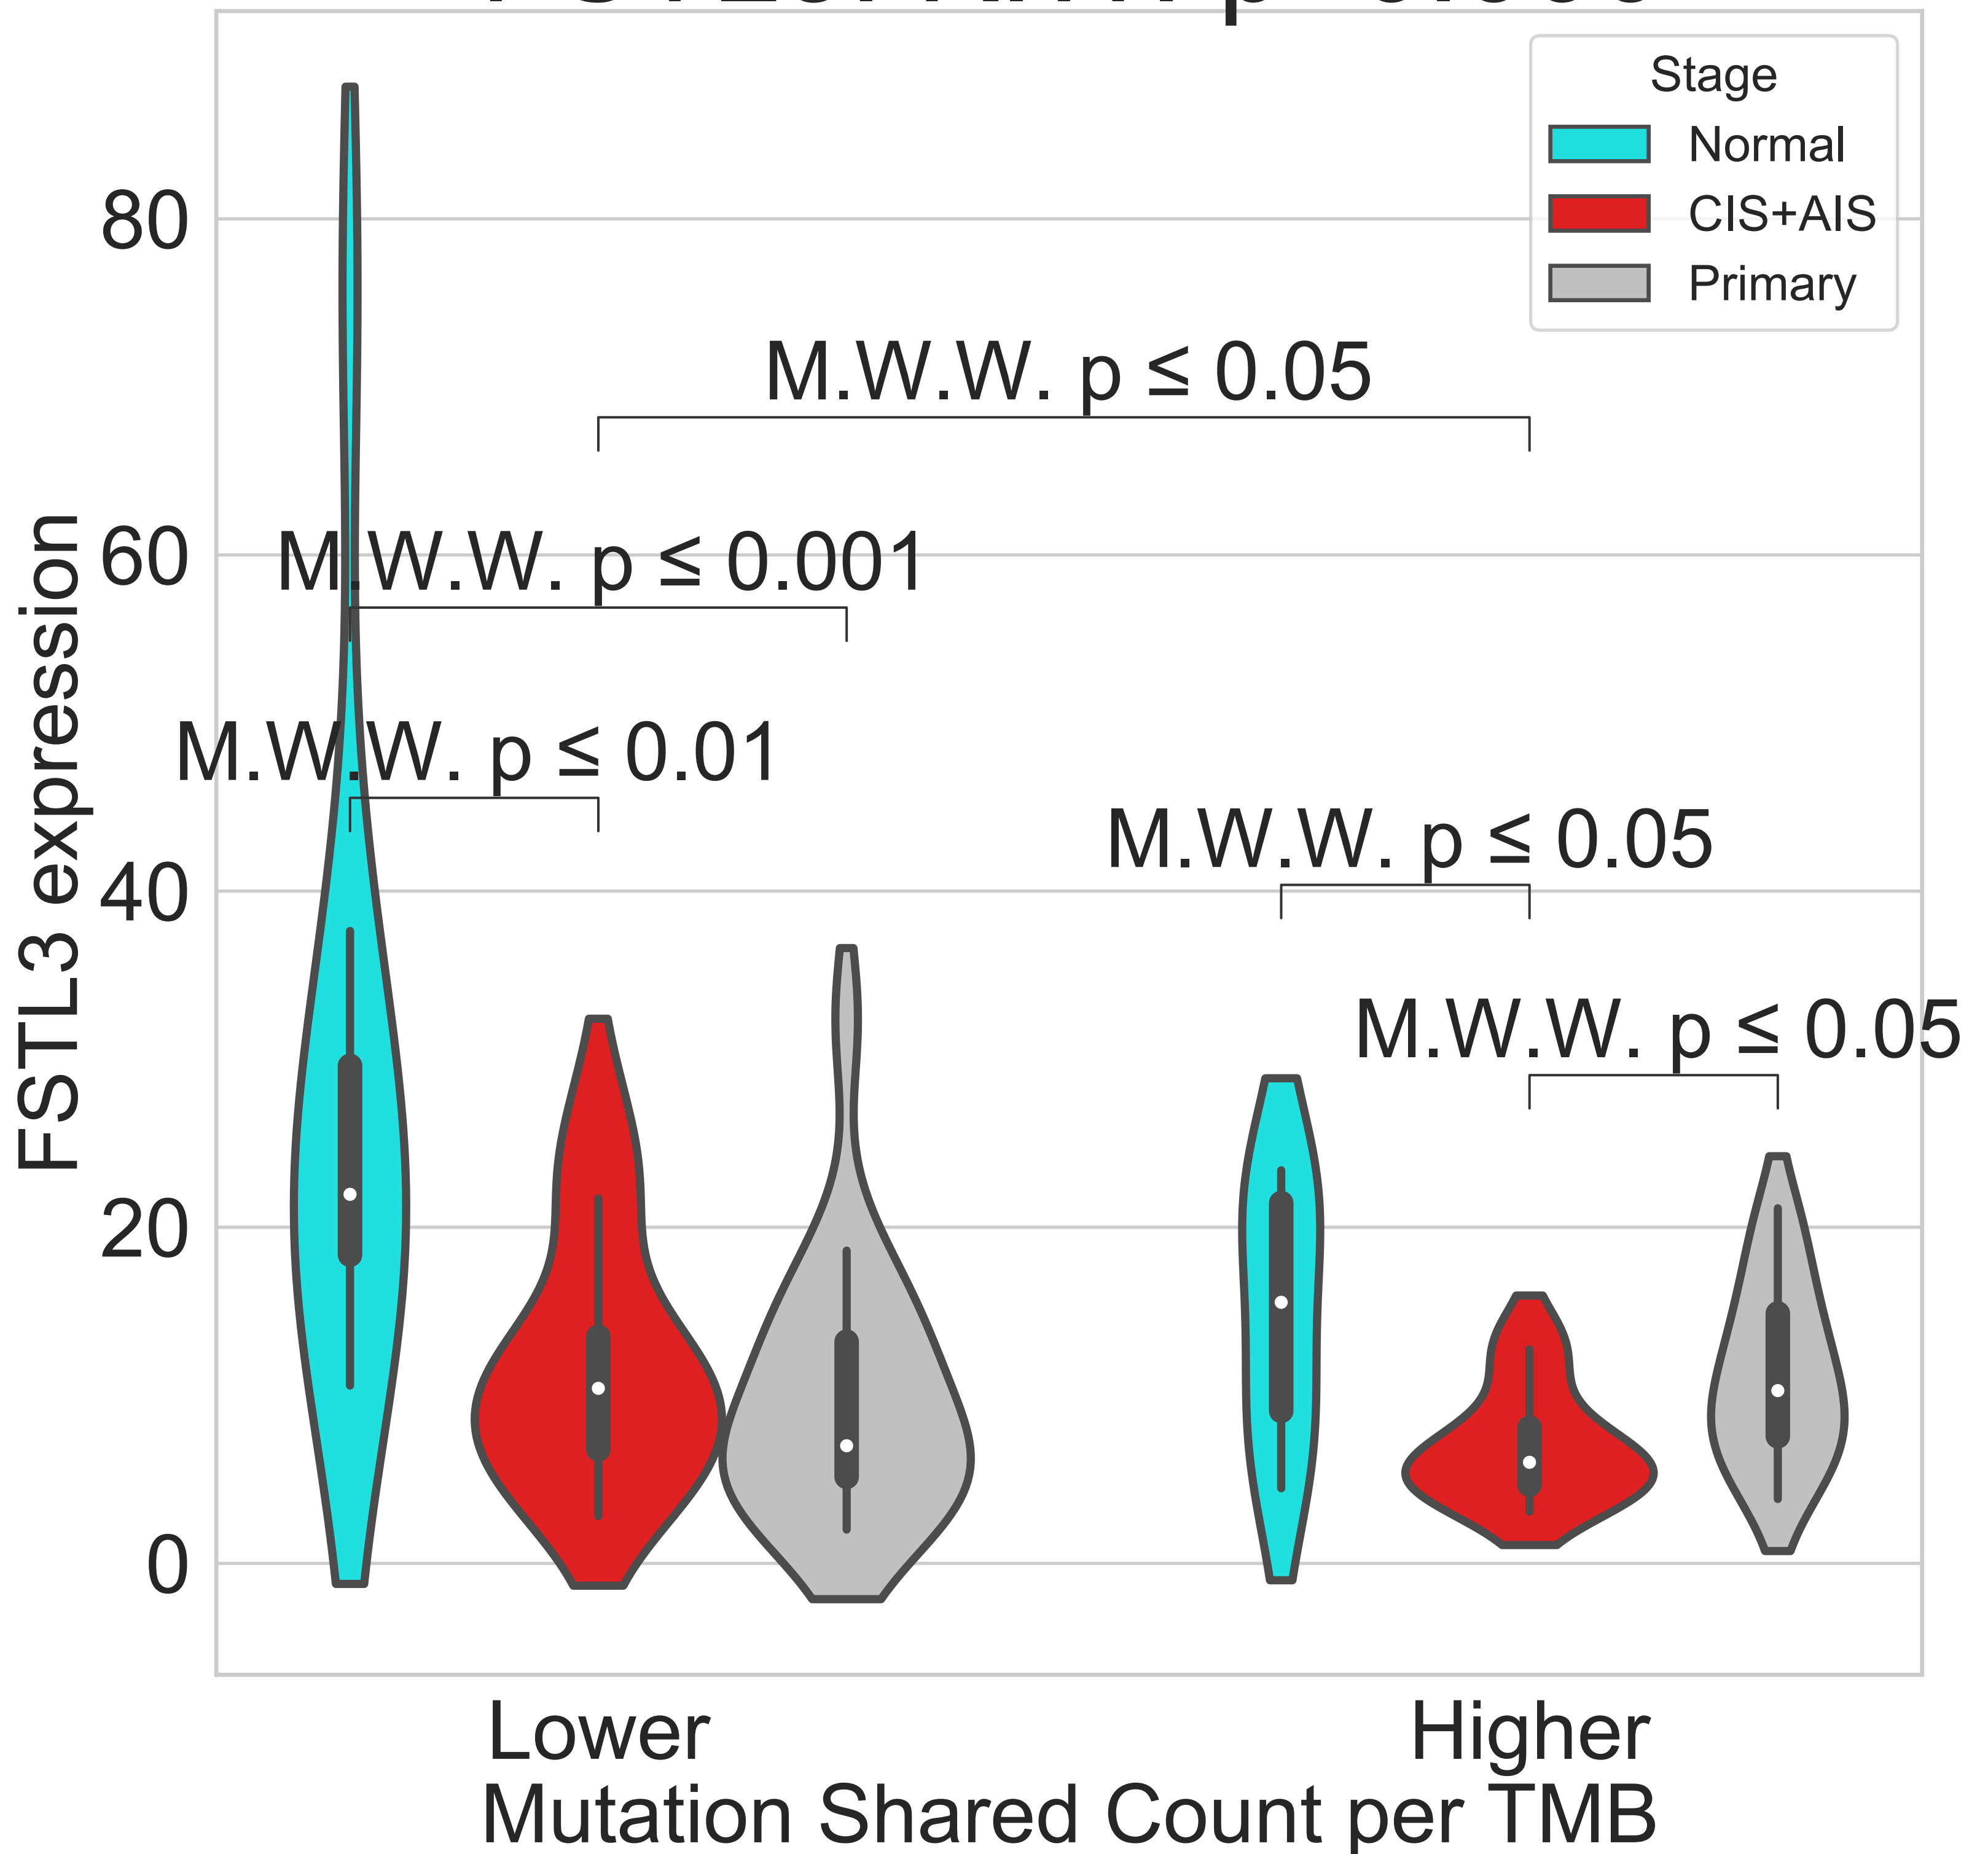 Stage
Normal
CIS+AIS
Primary
80
60
40
20
0
FSTL3 expression
M.W.W. p ≤ 0.05
M.W.W. p ≤ 0.001
M.W.W. p ≤ 0.01
M.W.W. p ≤ 0.05
M.W.W. p ≤ 0.05
Lower
Higher
Mutation Shared Count per TMB